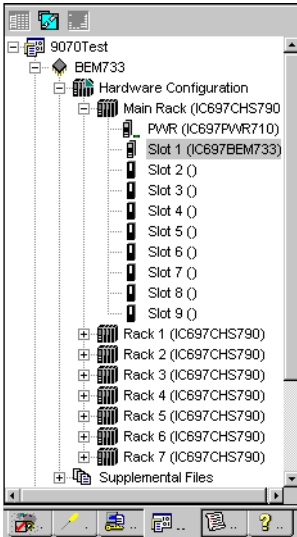 9070Test
BEM733
Hardware Configuration
Main Rack (IC697CHS790
PWR (IC697PWR710)
Slot 1 (IC697BEM733)
Slot 2 ()
Slot 3 ()
Slot 4 ()
Slot 5 ()
Slot 6 ()
Slot 7 ()
Slot 8 ()
Slot 9 ()
Rack 1 (IC697CHS790)
Rack 2 (IC697CHS790)
Rack 3 (IC697CHS790)
Rack 4 (IC697CHS790)
Rack 5 (IC697CHS790)
Rack 6 (IC697CHS790)
Rack 7 (IC697CHS790)
Supplemental Files